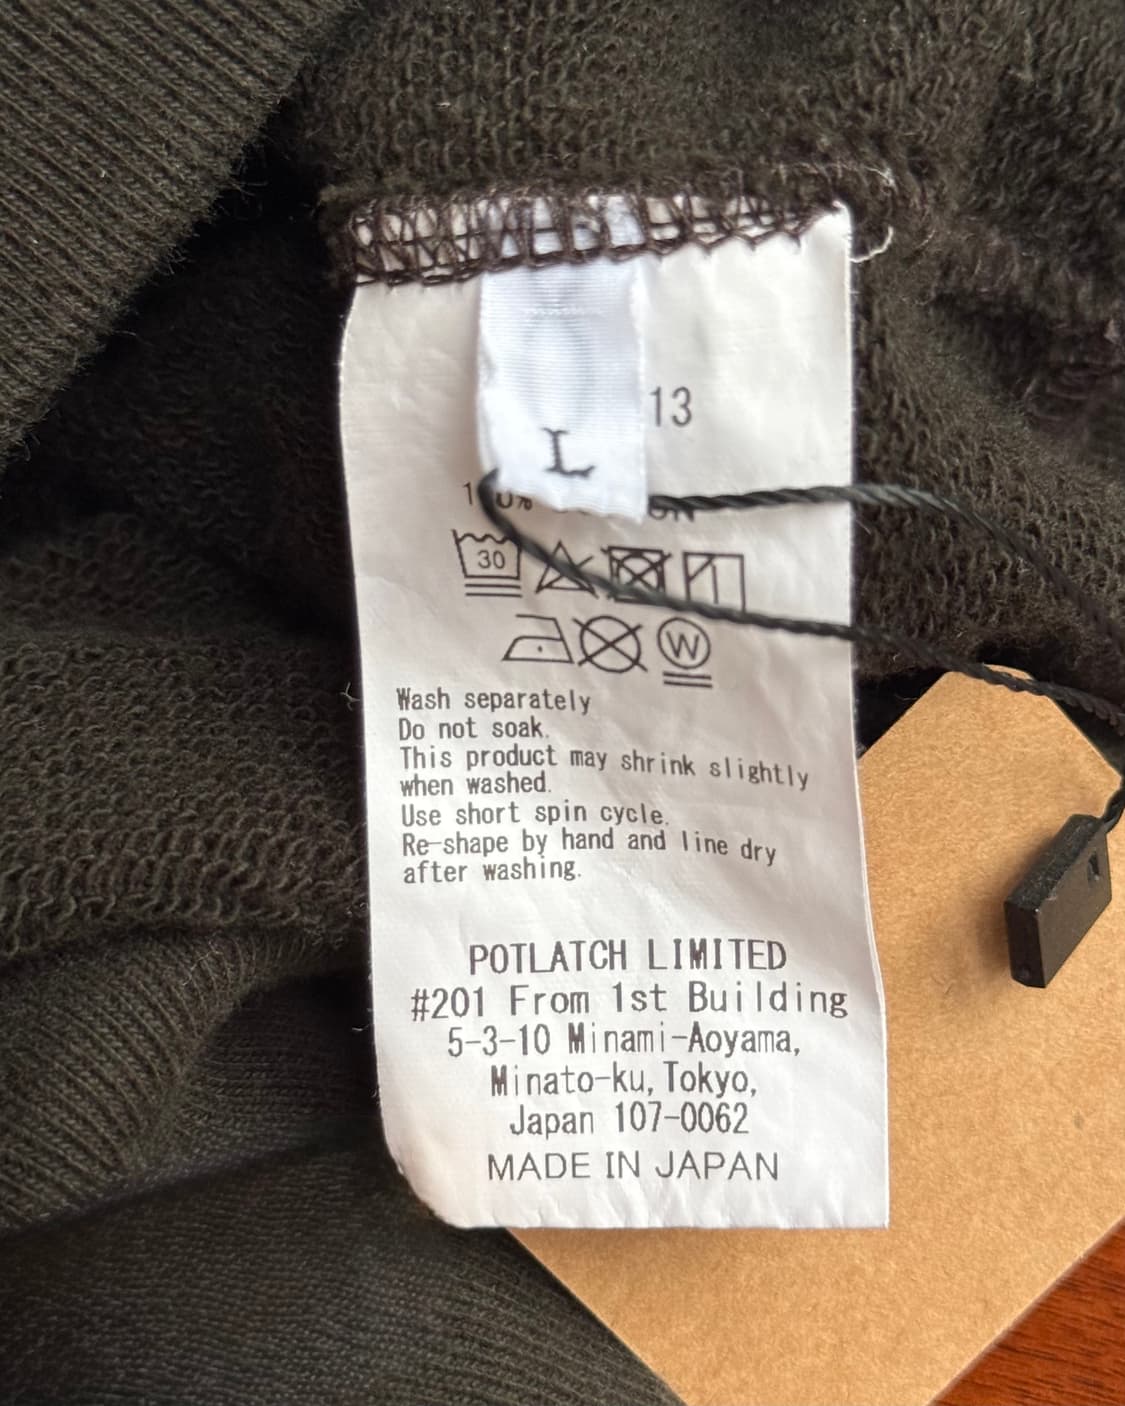 13
L
30
W
Wash separately
Do not soak.
This product may shrink slightly
when washed.
Use short spin cycle.
Re-shape by hand and line dry
after washing.
POTLATCH LIMITED
#201 From 1st Building
5-3-10 Minami-Aoyama,
Minato-ku, Tokyo,
Japan 107-0062
MADE IN JAPAN